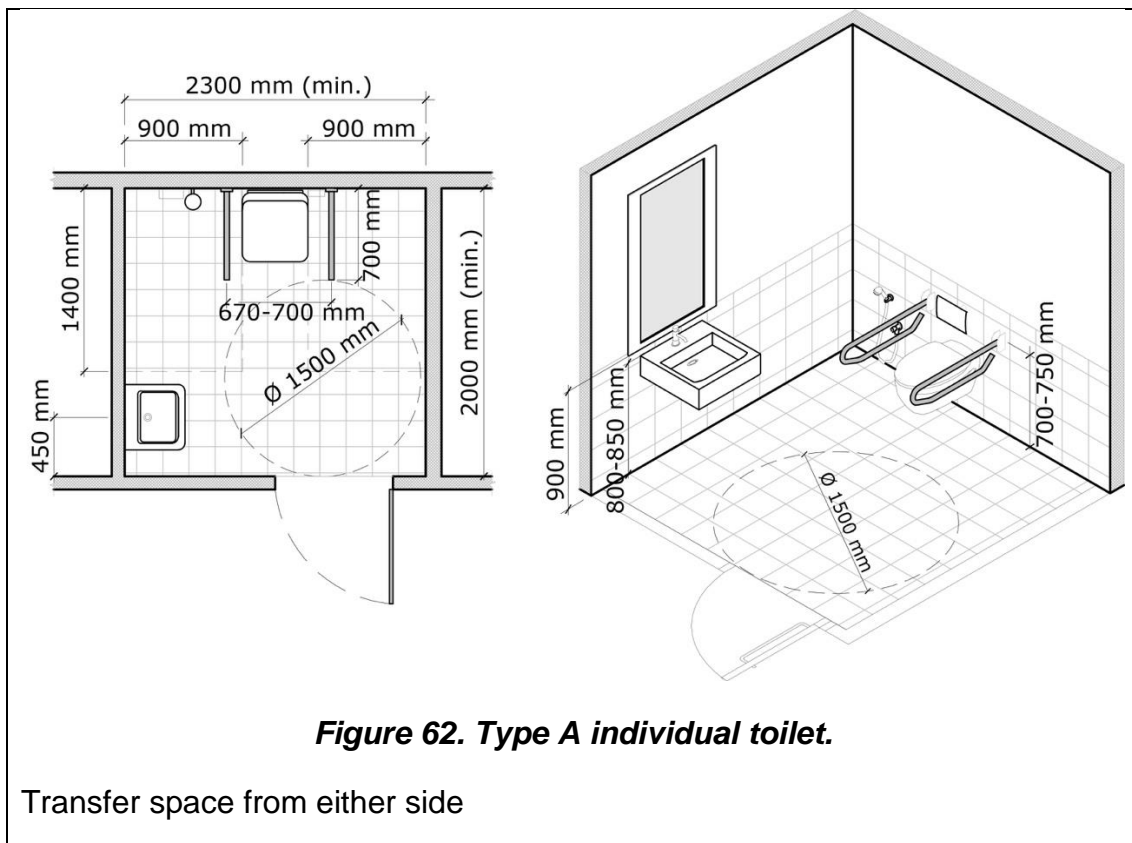 2300 mm (min.)
900 mm
900 mm
1400 mm
700 mm
2000 mm (min.)
670-700 mm
Ø 1500 mm
450 mm
900 mm
800-850 mm
700-750 mm
Ø 1500 mm
Figure 62. Type A individual toilet.
Transfer space from either side